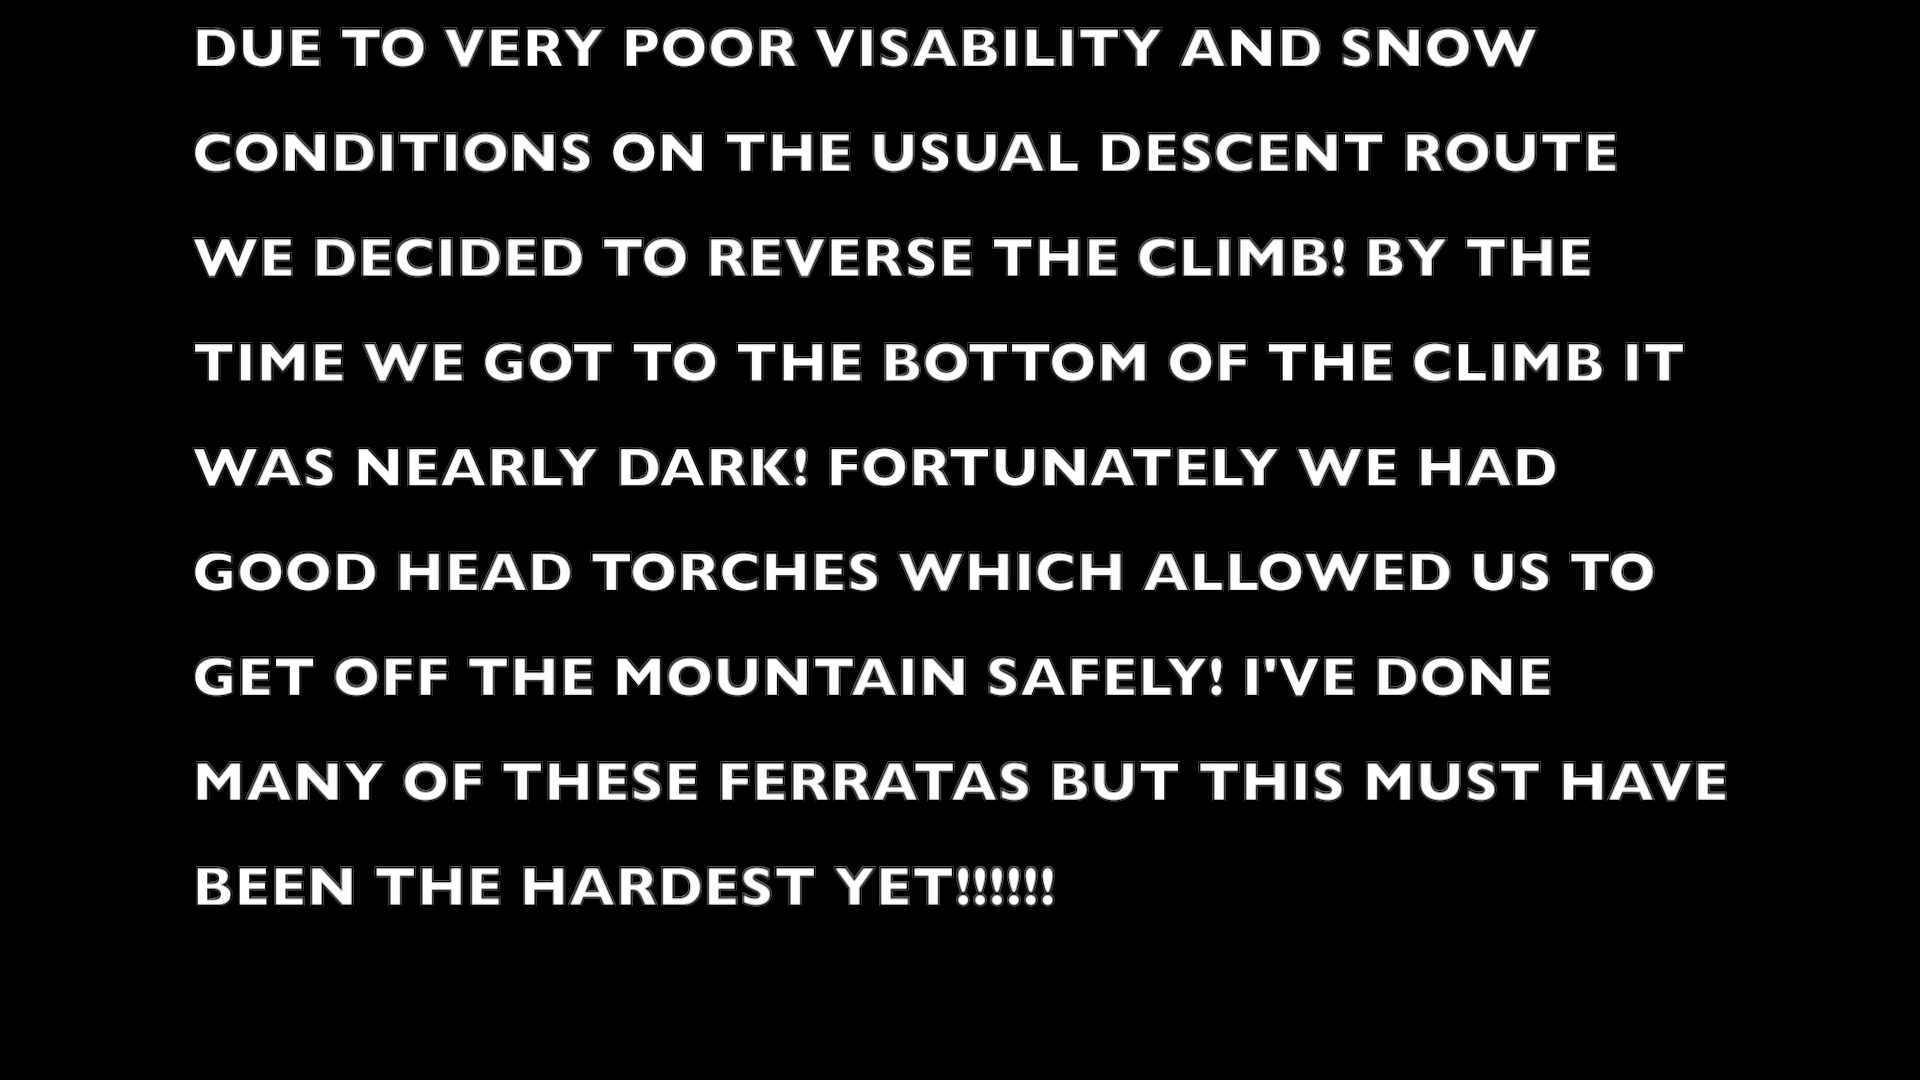 DUE TO VERY POOR VISABILITY AND SNOW
CONDITIONS ON THE USUAL DESCENT ROUTE
WE DECIDED TO REVERSE THE CLIMB! BY THE
TIME WE GOT TO THE BOTTOM OF THE CLIMB IT
WAS NEARLY DARK! FORTUNATELY WE HAD
GOOD HEAD TORCHES WHICH ALLOWED US TO
GET OFF THE MOUNTAIN SAFELY! I'VE DONE
MANY OF THESE FERRATAS BUT THIS MUST HAVE
BEEN THE HARDEST YET!!!!!!